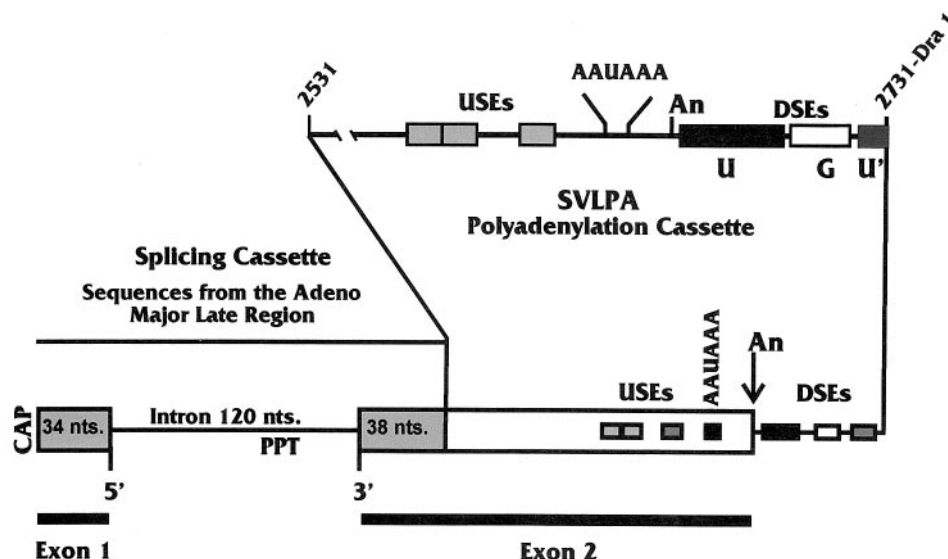 2531
USEs
AAUAAA
An
DSEs
2731-Dra 1
U
G
U'
SVLPA
Polyadenylation Cassette
Splicing Cassette
Sequences from the Adeno
Major Late Region
CAP
34 nts.
Intron 120 nts.
PPT
38 nts.
USEs
AAUAAA
An
DSEs
5'
3'
Exon 1
Exon 2